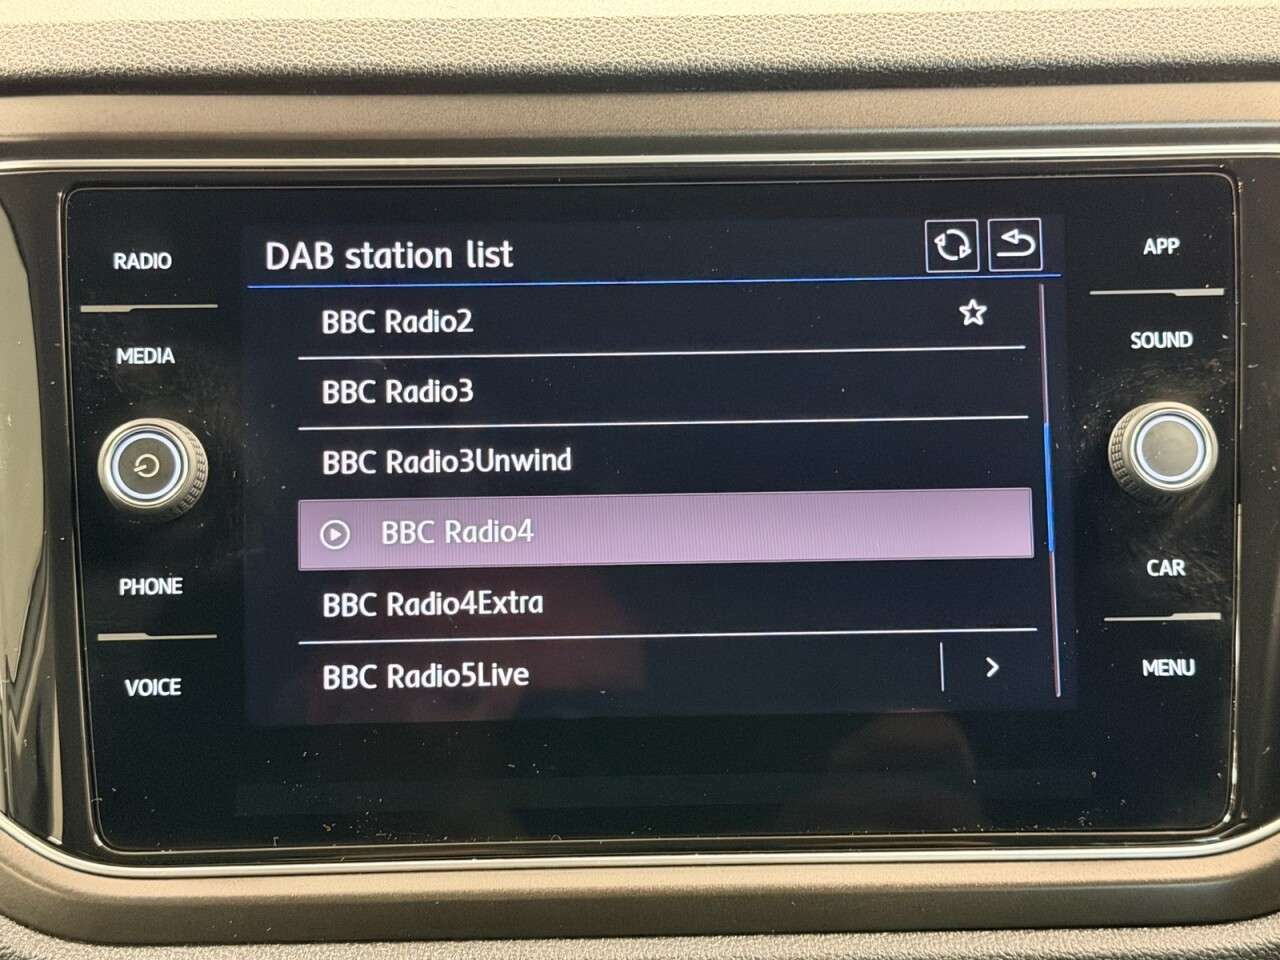 DAB station list
RADIO
MEDIA
PHONE
VOICE
BBC Radio2
BBC Radio3
BBC Radio3Unwind
BBC Radio4
BBC Radio4Extra
BBC Radio5Live
APP
SOUND
CAR
MENU